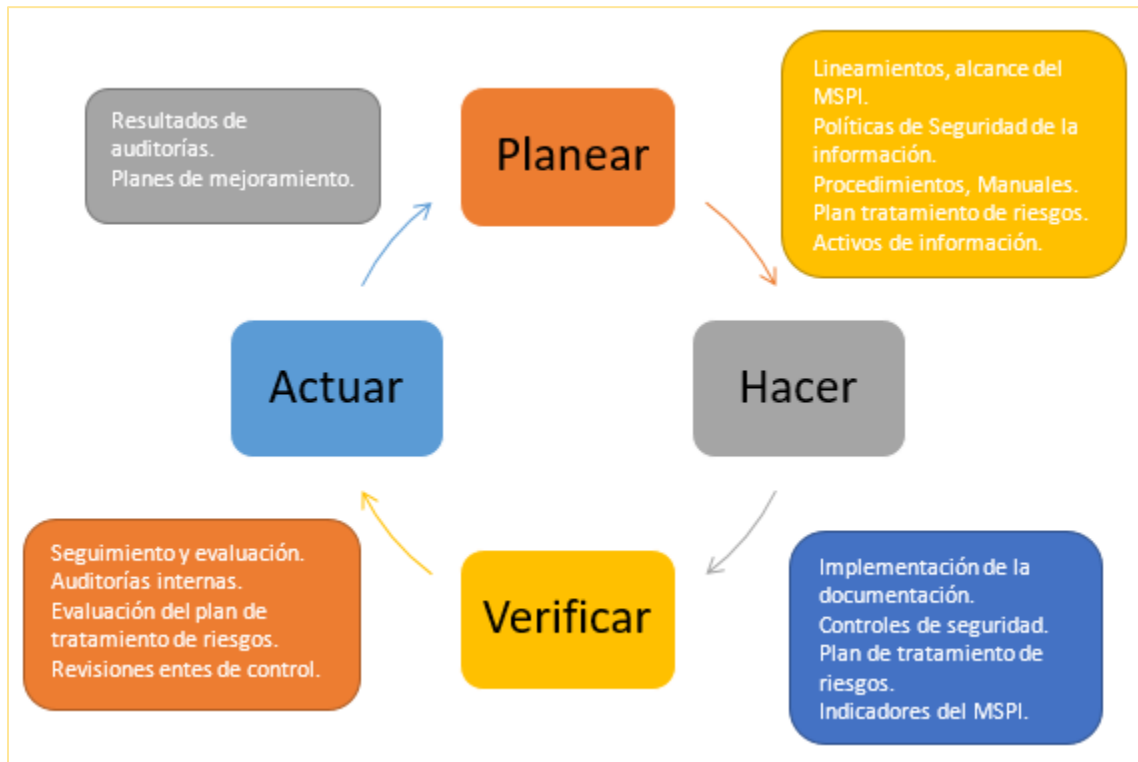 Planear
Lineamientos, alcance del
MSPI.
Políticas de Seguridad de la
información.
Procedimientos, Manuales.
Plan tratamiento de riesgos.
Activos de información.
Hacer
Implementación de la
documentación.
Controles de seguridad.
Plan de tratamiento de
riesgos.
Indicadores del MSPI.
Verificar
Seguimiento y evaluación.
Auditorías internas.
Evaluación del plan de
tratamiento de riesgos.
Revisiones entes de control.
Actuar
Resultados de
auditorías.
Planes de mejoramiento.